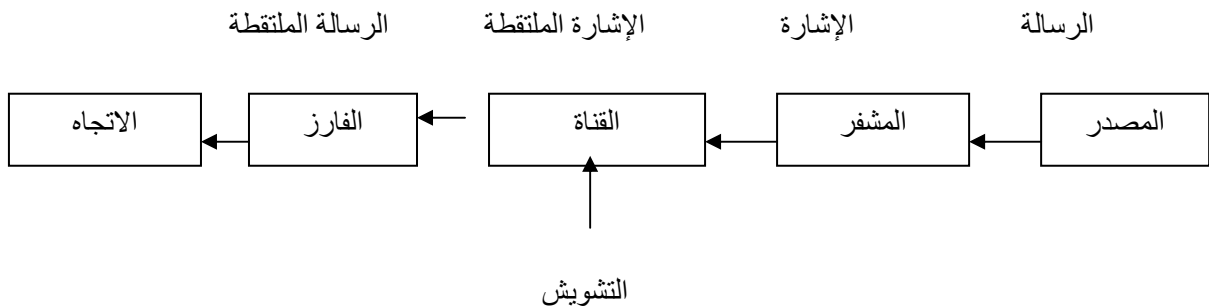 الرسالة الإشارة الإشارة الملتقطة الرسالة الملتقطة
المصدر المشفر القناة الفارز الاتجاه
التشويش